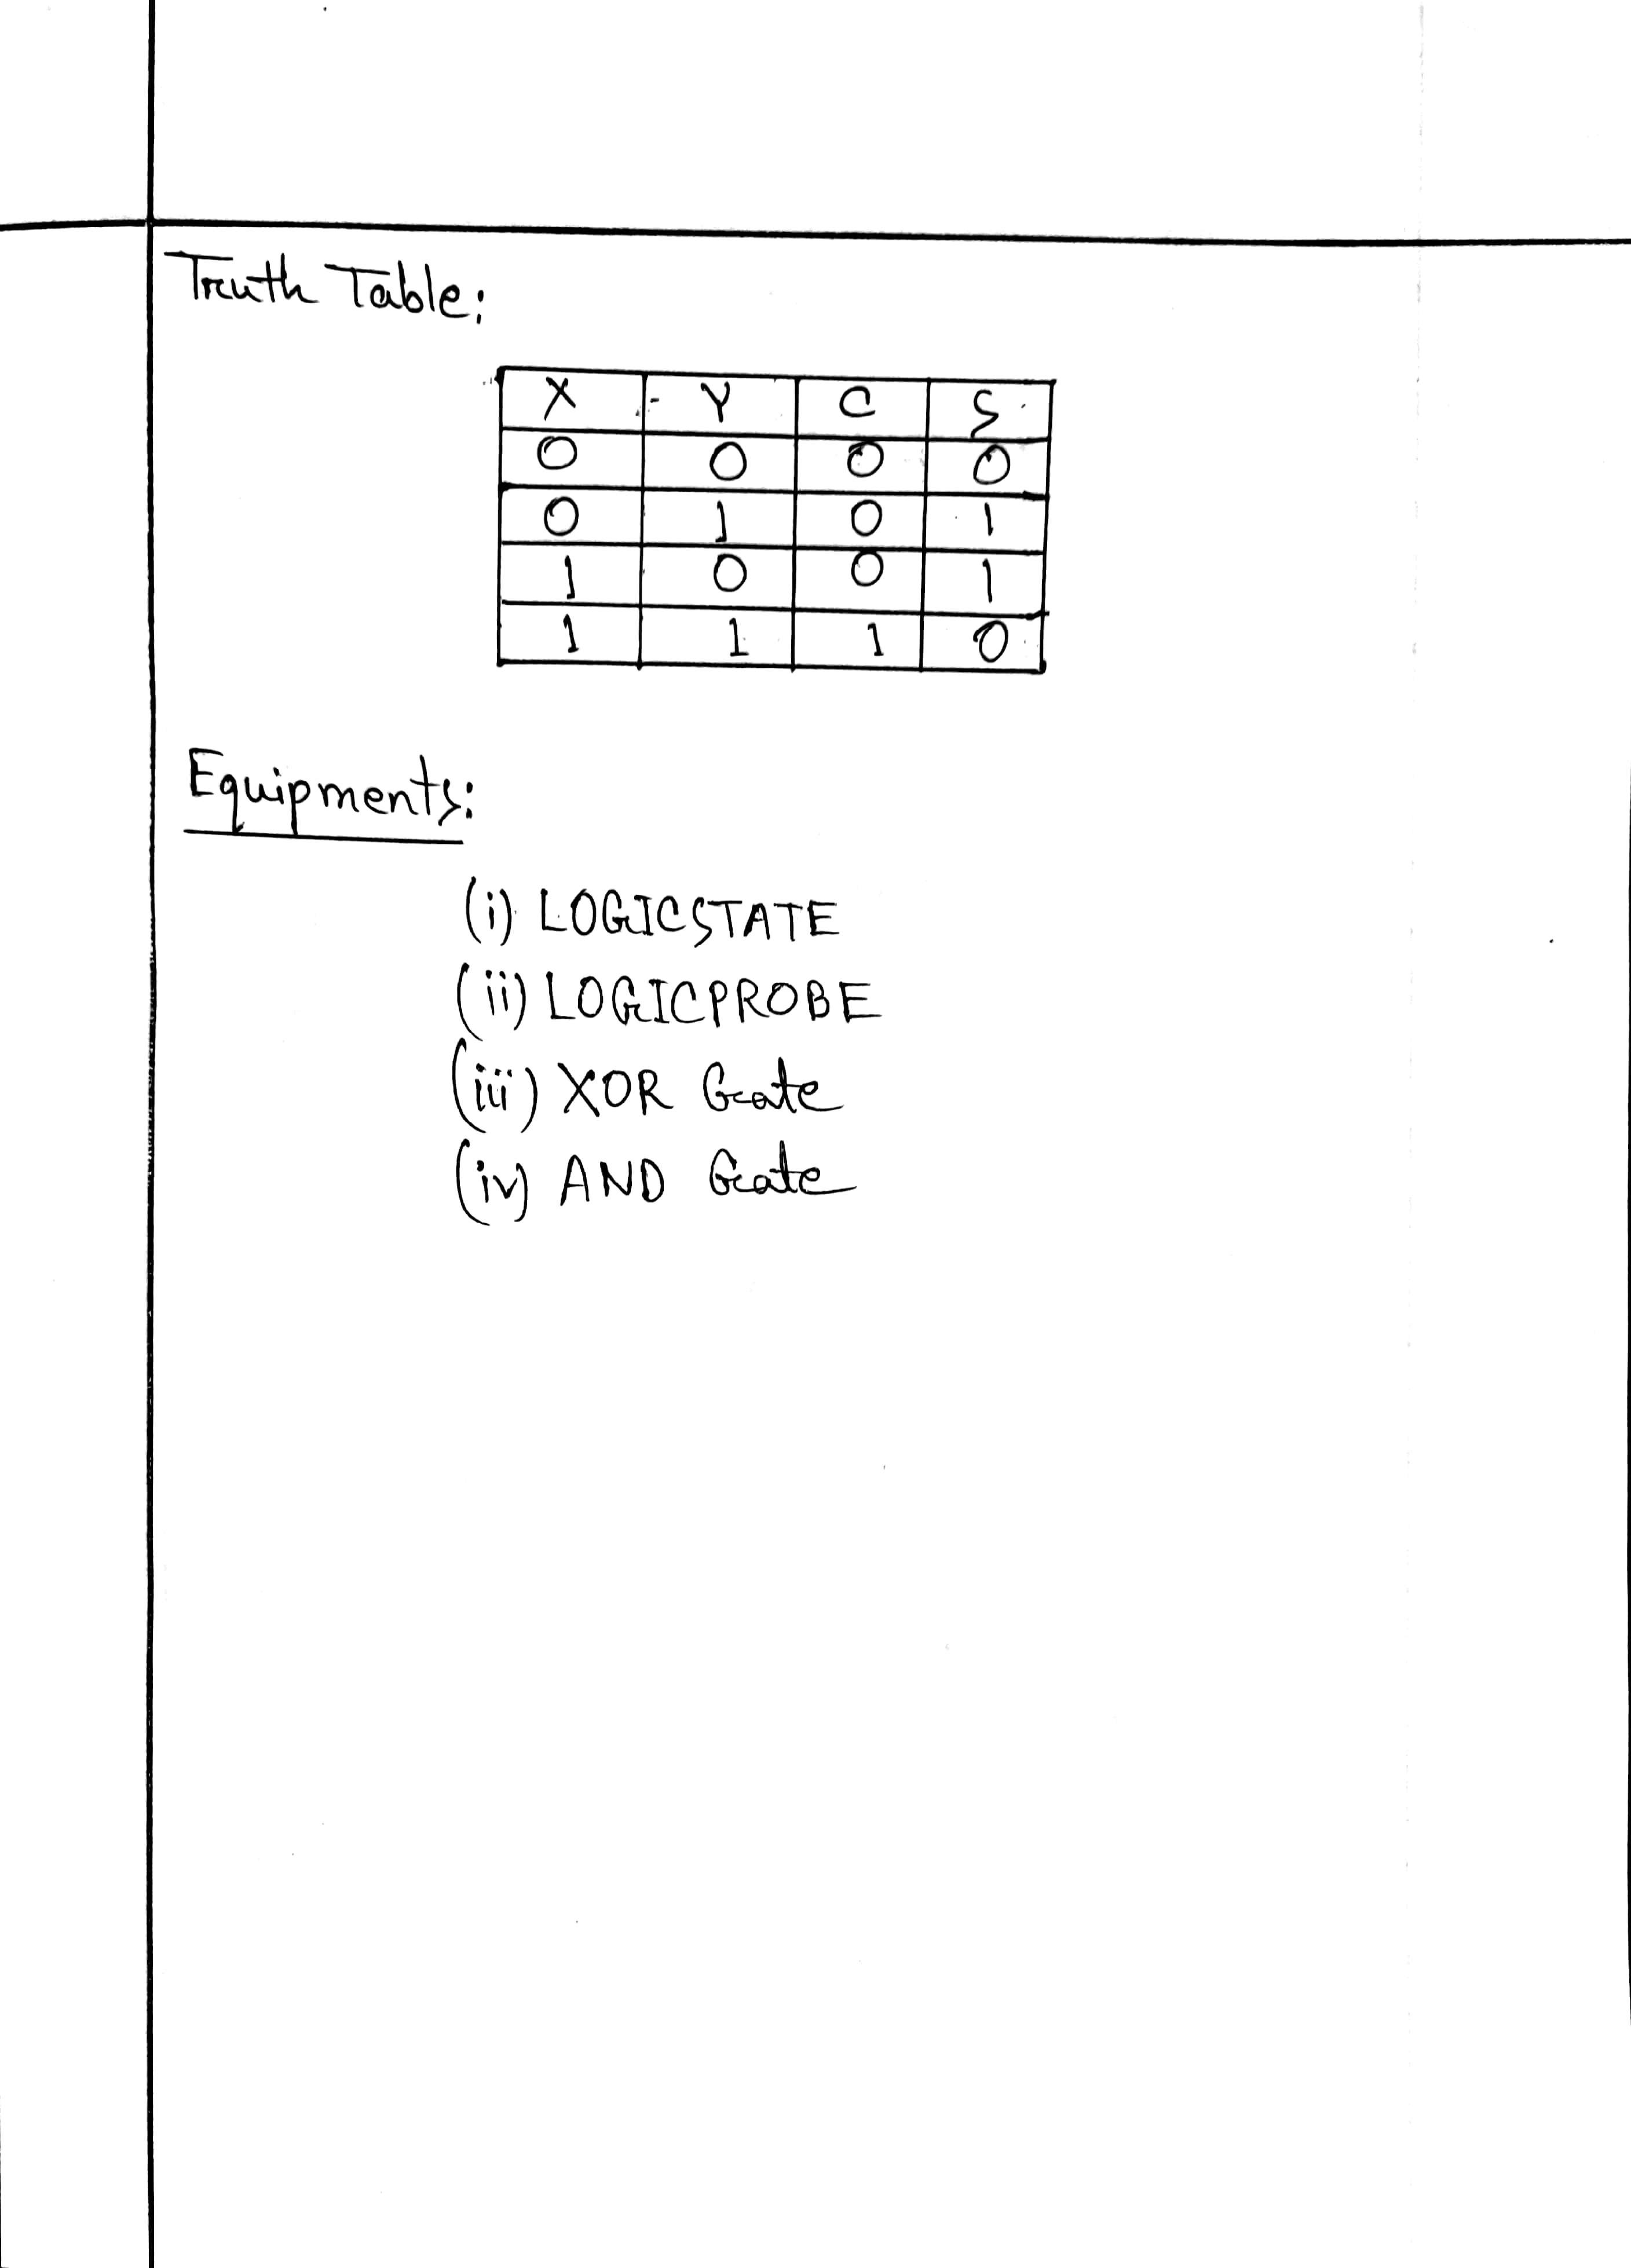 Truth Table:
X Y C S
0 0 0 0
0 1 0 1
1 0 0 1
1 1 1 0
Equipments:
(i) LOGICSTATE
(ii) LOGICPROBE
(iii) XOR Gate
(iv) AND Gate